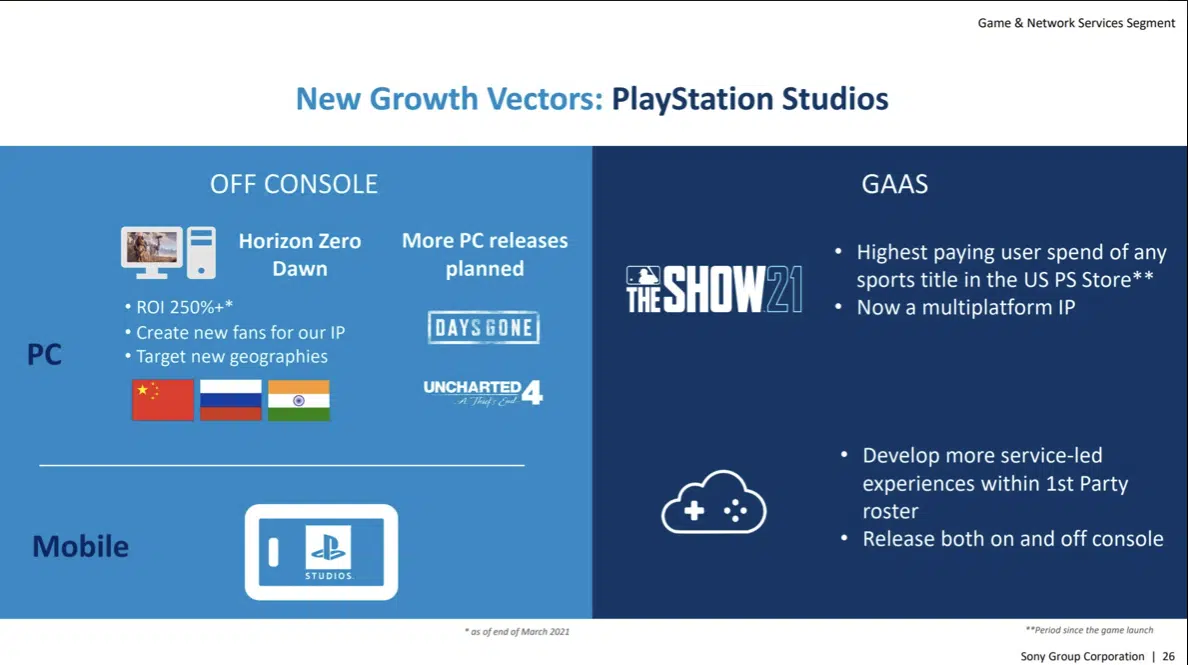 Game & Network Services Segment
New Growth Vectors: PlayStation Studios
OFF CONSOLE
PC
Horizon Zero
Dawn
• ROI 250%+*
• Create new fans for our IP
• Target new geographies
More PC releases
planned
DAYS GONE
UNCHARTED 4
A Thief's End
Mobile
STUDIOS
* as of end of March 2021
GAAS
THE SHOW 21
• Highest paying user spend of any
sports title in the US PS Store**
• Now a multiplatform IP
• Develop more service-led
experiences within 1st Party
roster
• Release both on and off console
**Period since the game launch
Sony Group Corporation | 26